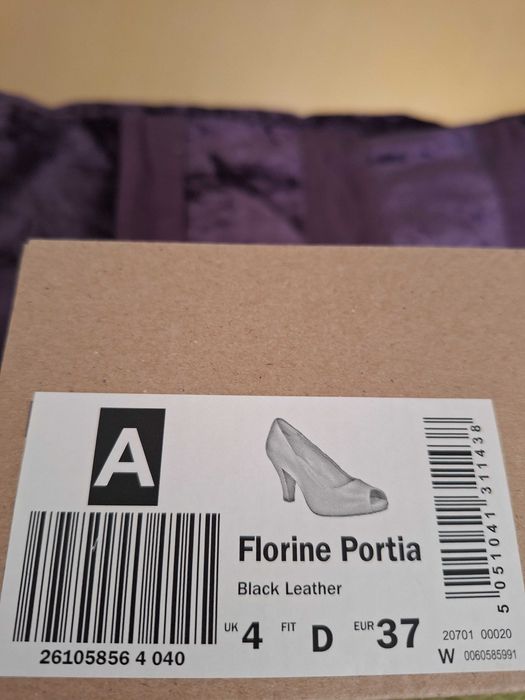 A
26105856 4 040
Florine Portia
Black Leather
UK 4 FIT D EUR 37
5 051041 311438
20701 00020
W 0060585991